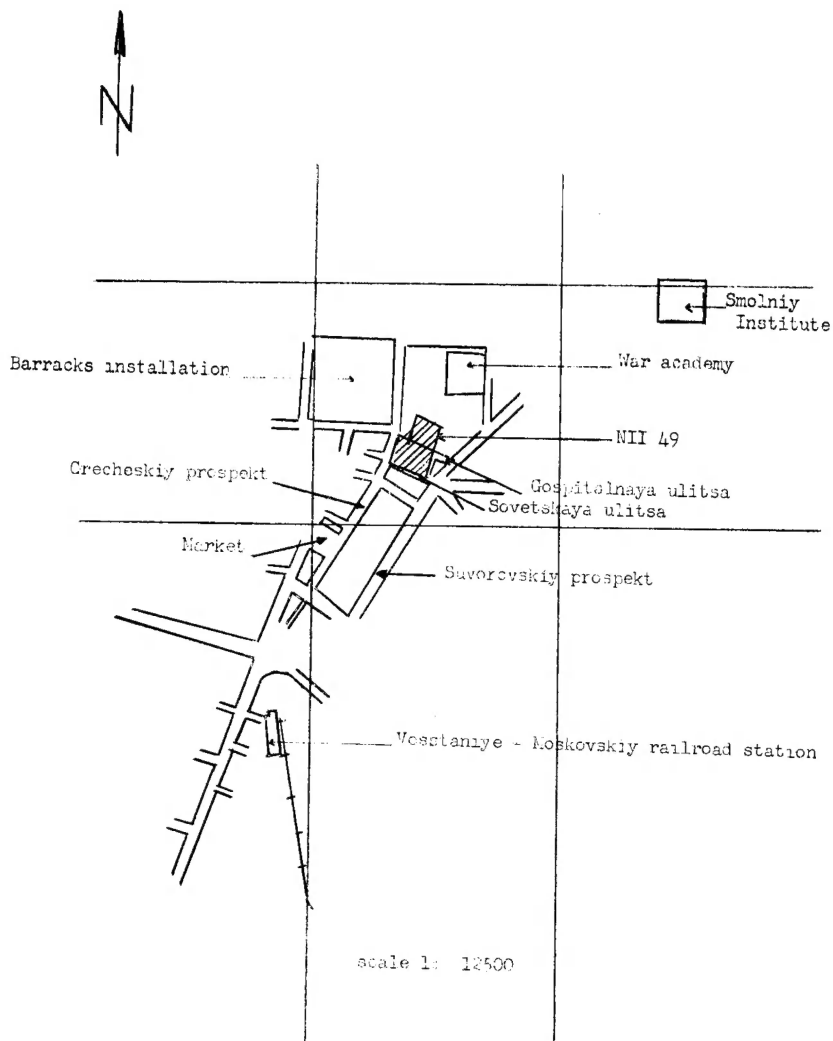 N
Smolniy
Institute
War academy
Barracks installation
NII 49
Crecheskiy prospekt
Gospitalnaya ulitsa
Sovetskaya ulitsa
Market
Suvorovskiy prospekt
Vosstaniye - Moskovskiy railroad station
scale 1: 12500